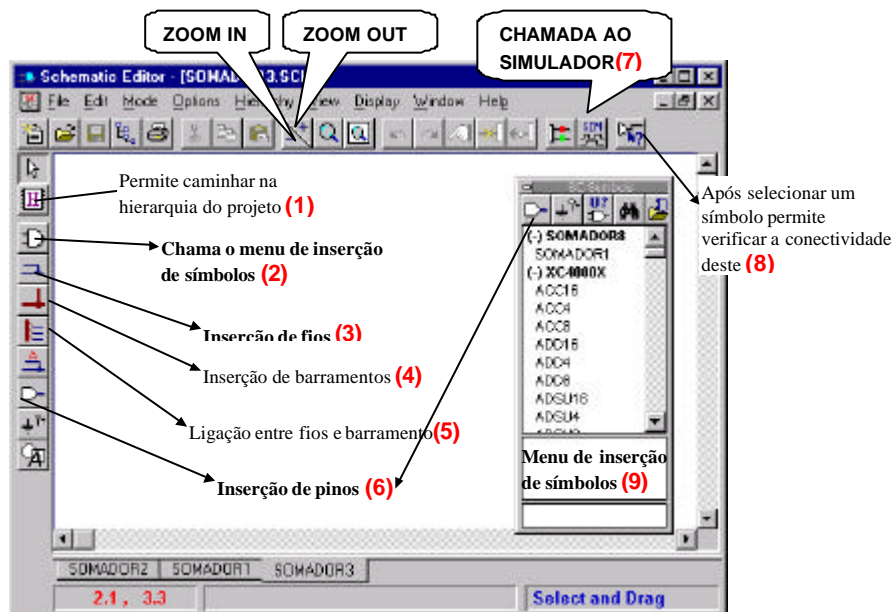 ZOOM IN
ZOOM OUT
CHAMADA AO
SIMULADOR(7)
Schematic Editor - [SOMADOR3.SC
File Edit Mode Options Hierarchy View Display Window Help
Permite caminhar na
hierarquia do projeto (1)
Chama o menu de inserção
de símbolos (2)
Inserção de fios (3)
Inserção de barramentos (4)
Ligação entre fios e barramento(5)
Inserção de pinos (6)
SC Symbols
(-) SOMADOR8
SOMADOR1
(-) XC4000X
ACC16
ACC4
ACC8
ADD16
ADD4
ADD8
ADSU16
ADSU4
Menu de inserção
de símbolos (9)
Após selecionar um
símbolo permite
verificar a conectividade
deste (8)
SOMADOR2 SOMADOR1 SOMADOR3
2.1 , 3.3
Select and Drag